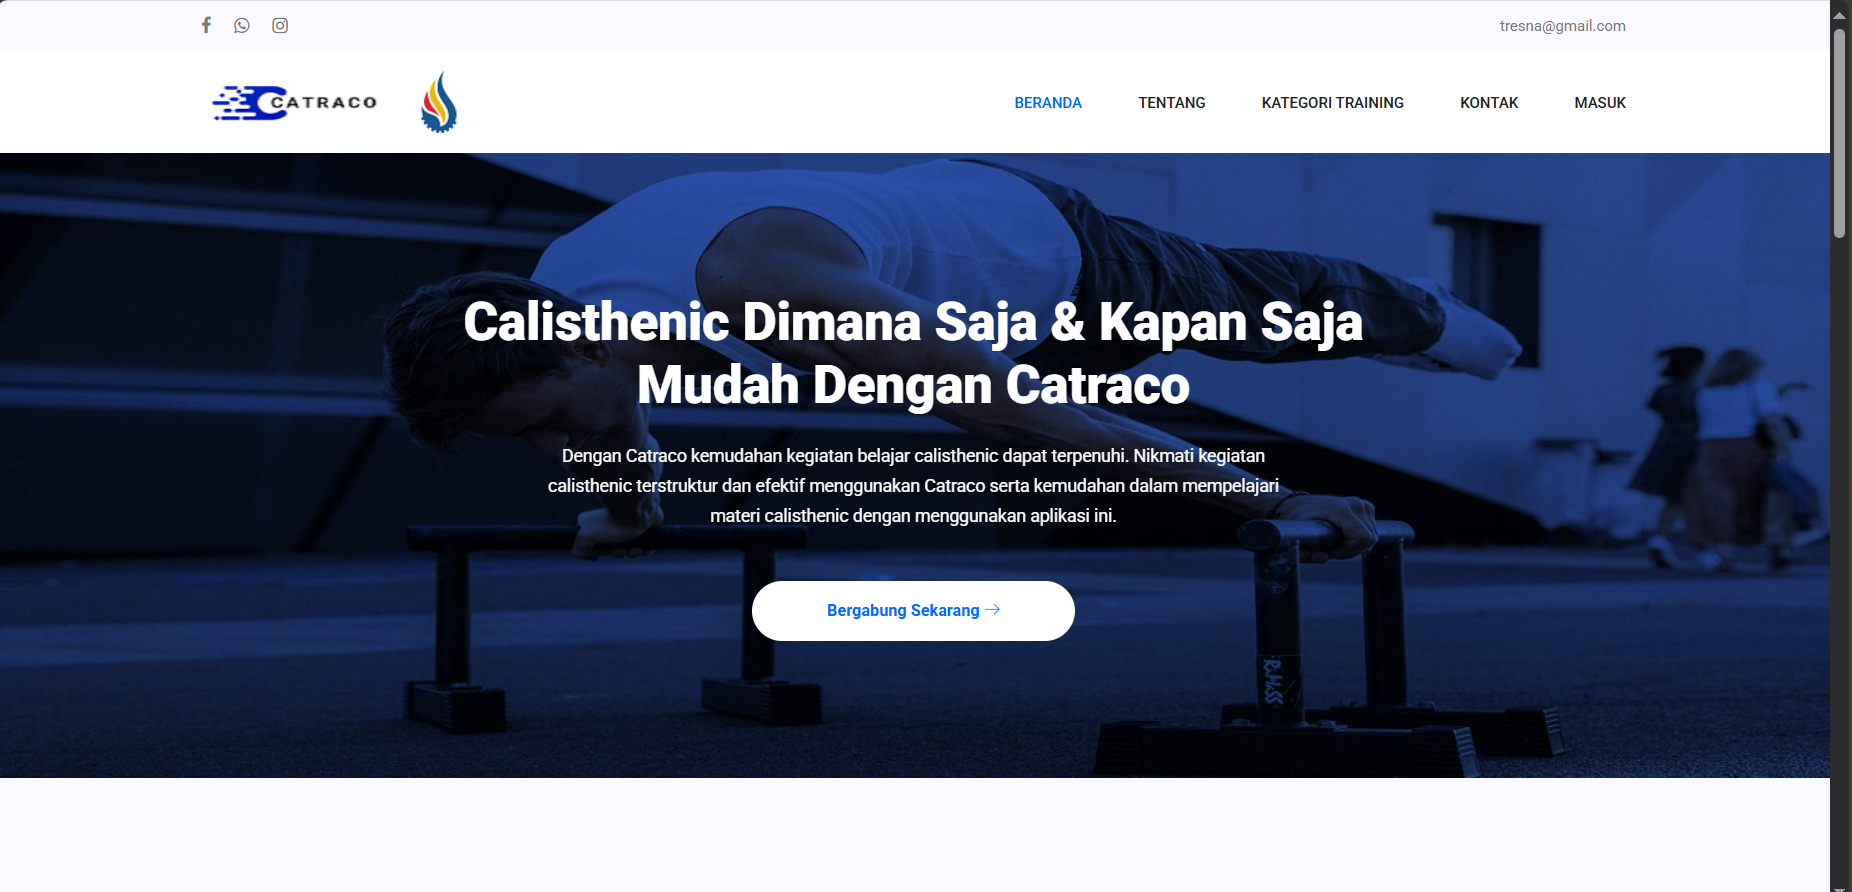 tresna@gmail.com
CATRACO
BERANDA
TENTANG
KATEGORI TRAINING
KONTAK
MASUK
Calisthenic Dimana Saja & Kapan Saja
Mudah Dengan Catraco
Dengan Catraco kemudahan kegiatan belajar calisthenic dapat terpenuhi. Nikmati kegiatan
calisthenic terstruktur dan efektif menggunakan Catraco serta kemudahan dalam mempelajari
materi calisthenic dengan menggunakan aplikasi ini.
Bergabung Sekarang